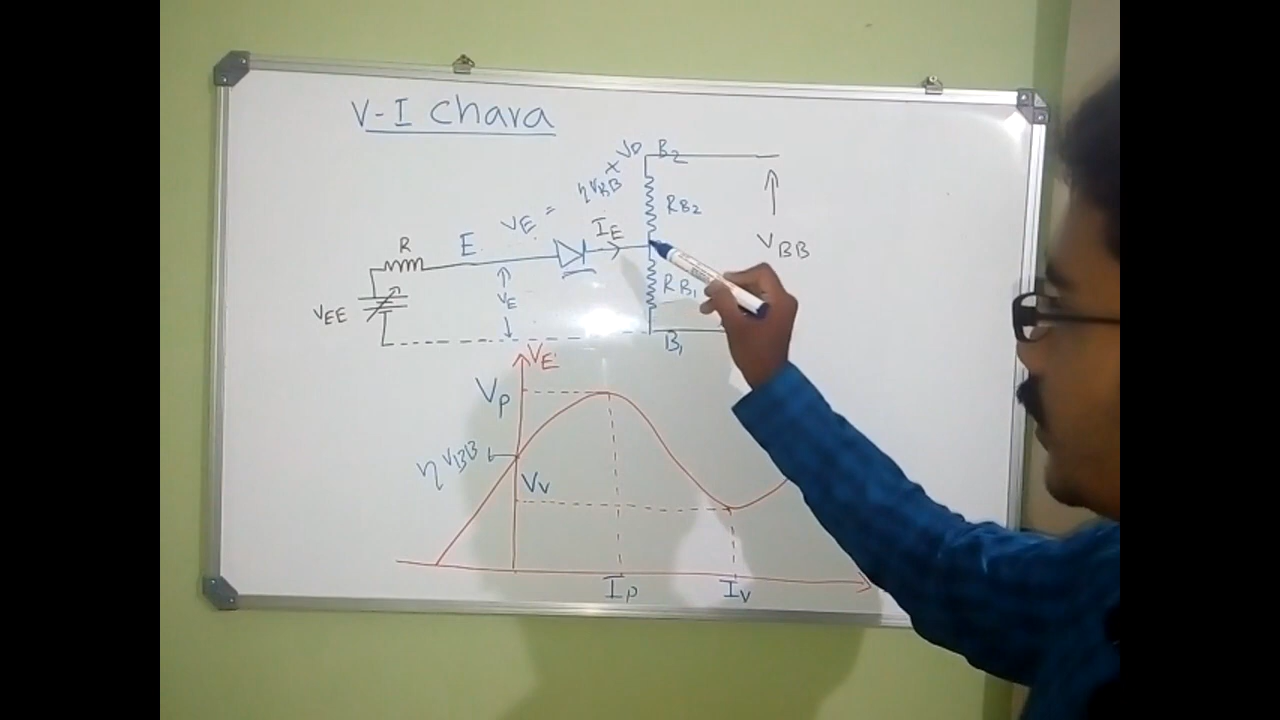 V-I Chara
VD
B2
ηVBB
RB2
VE =
IE
R
E
VBB
VE
RB1
VEE
B1
VE
VP
ηVBB
VV
IP
IV